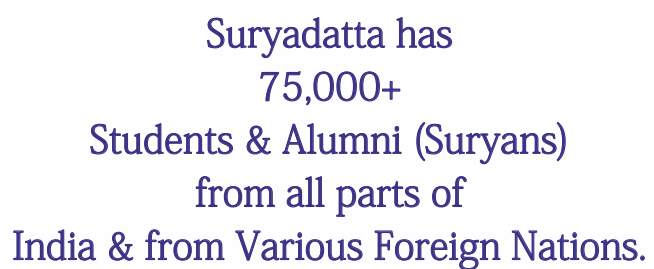 Suryadatta has
75,000+
Students & Alumni (Suryans)
from all parts of
India & from Various Foreign Nations.